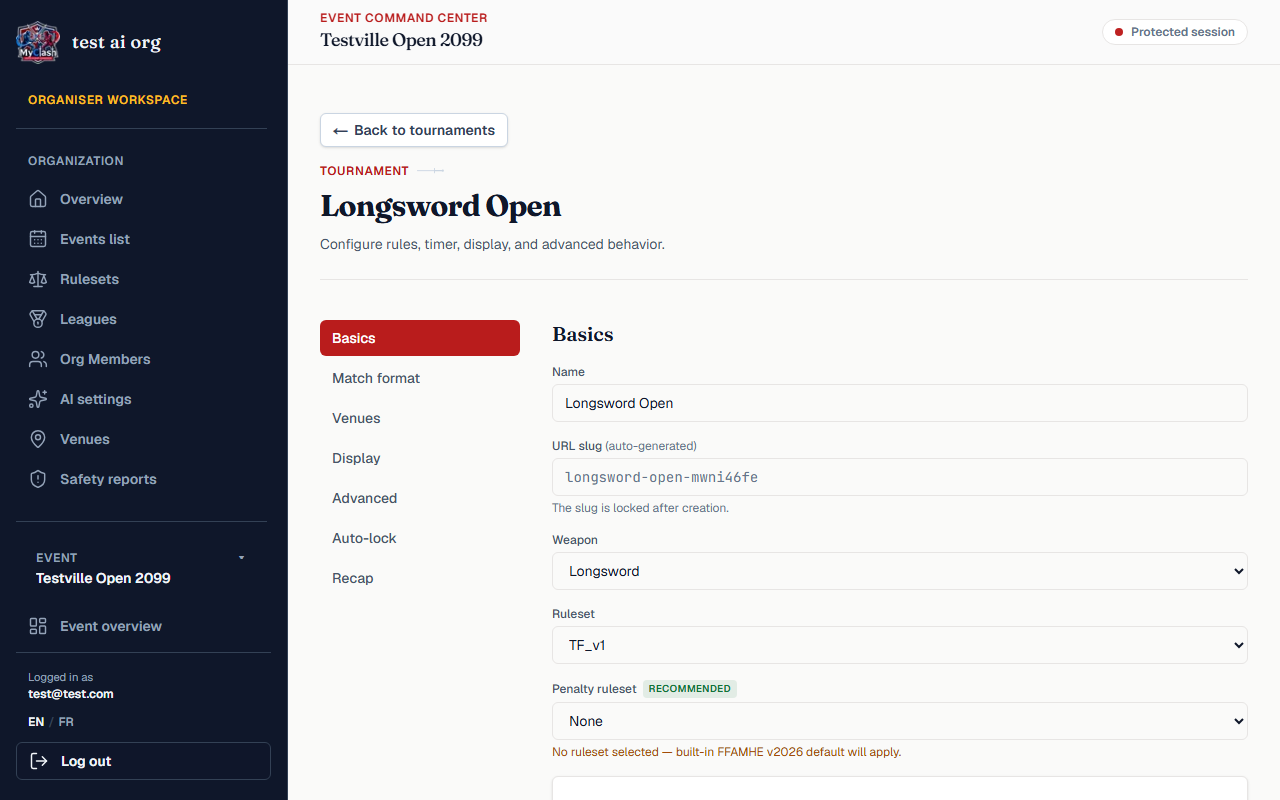 MyClash
test ai org
ORGANISER WORKSPACE
ORGANIZATION
Overview
Events list
Rulesets
Leagues
Org Members
AI settings
Venues
Safety reports
EVENT
Testville Open 2099
Event overview
Logged in as
test@test.com
EN / FR
Log out
EVENT COMMAND CENTER
Testville Open 2099
Protected session
← Back to tournaments
TOURNAMENT
Longsword Open
Configure rules, timer, display, and advanced behavior.
Basics
Match format
Venues
Display
Advanced
Auto-lock
Recap
Basics
Name
Longsword Open
URL slug (auto-generated)
longsword-open-mwni46fe
The slug is locked after creation.
Weapon
Longsword
Ruleset
TF_v1
Penalty ruleset RECOMMENDED
None
No ruleset selected — built-in FFAMHE v2026 default will apply.